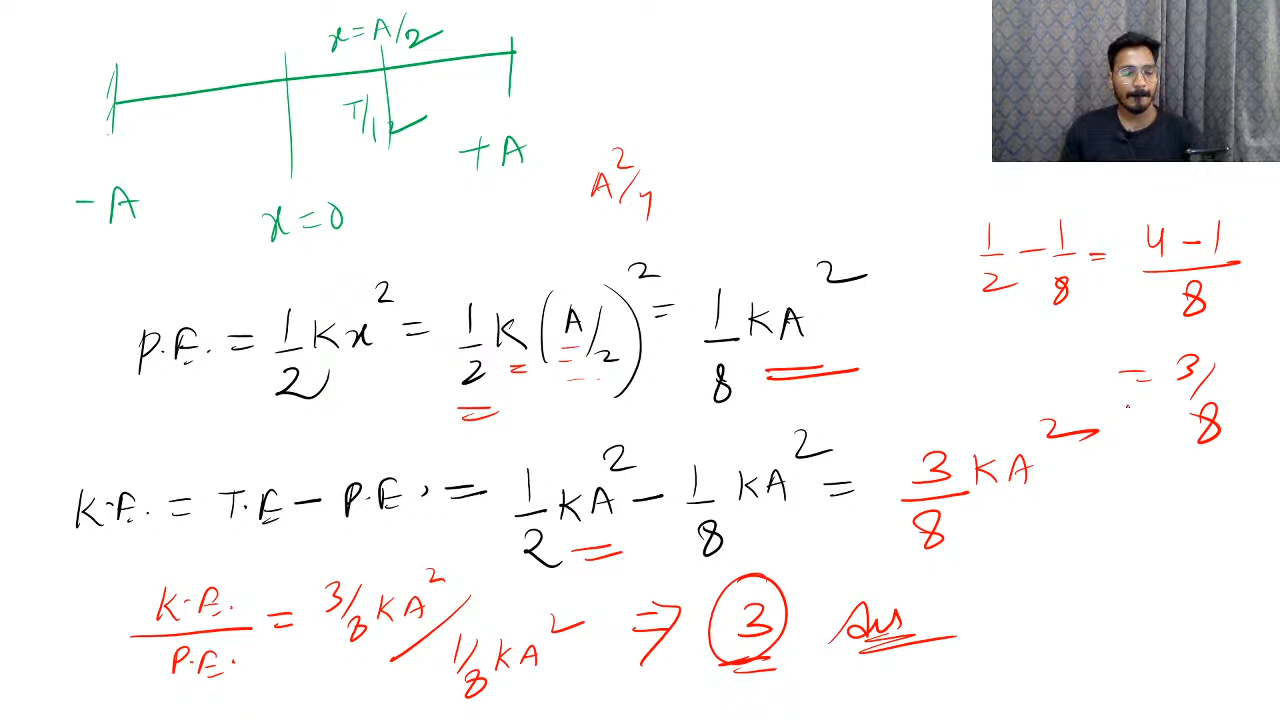 x=A/2
T/12
-A
x=0
+A
A²/4
1/2 - 1/8 = 4-1/8
= 3/8
P.E. = 1/2 Kx² = 1/2 K (A/2)² = 1/8 KA²
K.E. = T.E - P.E. = 1/2 KA² - 1/8 KA² = 3/8 KA²
K.E./P.E. = 3/8 KA² / 1/8 KA² ⇒ 3 Ans